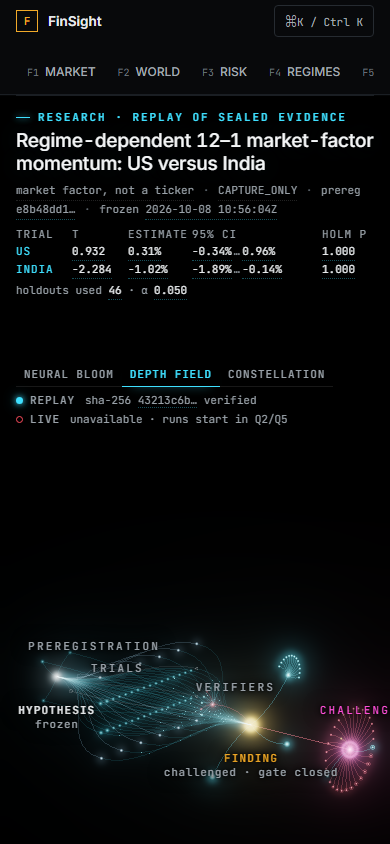 F FinSight ⌘K / Ctrl K
F1 MARKET F2 WORLD F3 RISK F4 REGIMES F5
RESEARCH · REPLAY OF SEALED EVIDENCE
Regime-dependent 12–1 market-factor
momentum: US versus India
market factor, not a ticker · CAPTURE_ONLY · prereg
e8b48dd1… · frozen 2026-10-08 10:56:04Z
TRIAL T ESTIMATE 95% CI HOLM P
US 0.932 0.31% -0.34%…0.96% 1.000
INDIA -2.284 -1.02% -1.89%…-0.14% 1.000
holdouts used 46 · α 0.050
NEURAL BLOOM DEPTH FIELD CONSTELLATION
REPLAY sha-256 43213c6b… verified
LIVE unavailable · runs start in Q2/Q5
PREREGISTRATION
TRIALS
VERIFIERS
HYPOTHESIS CHALLENG
frozen
FINDING
challenged · gate closed